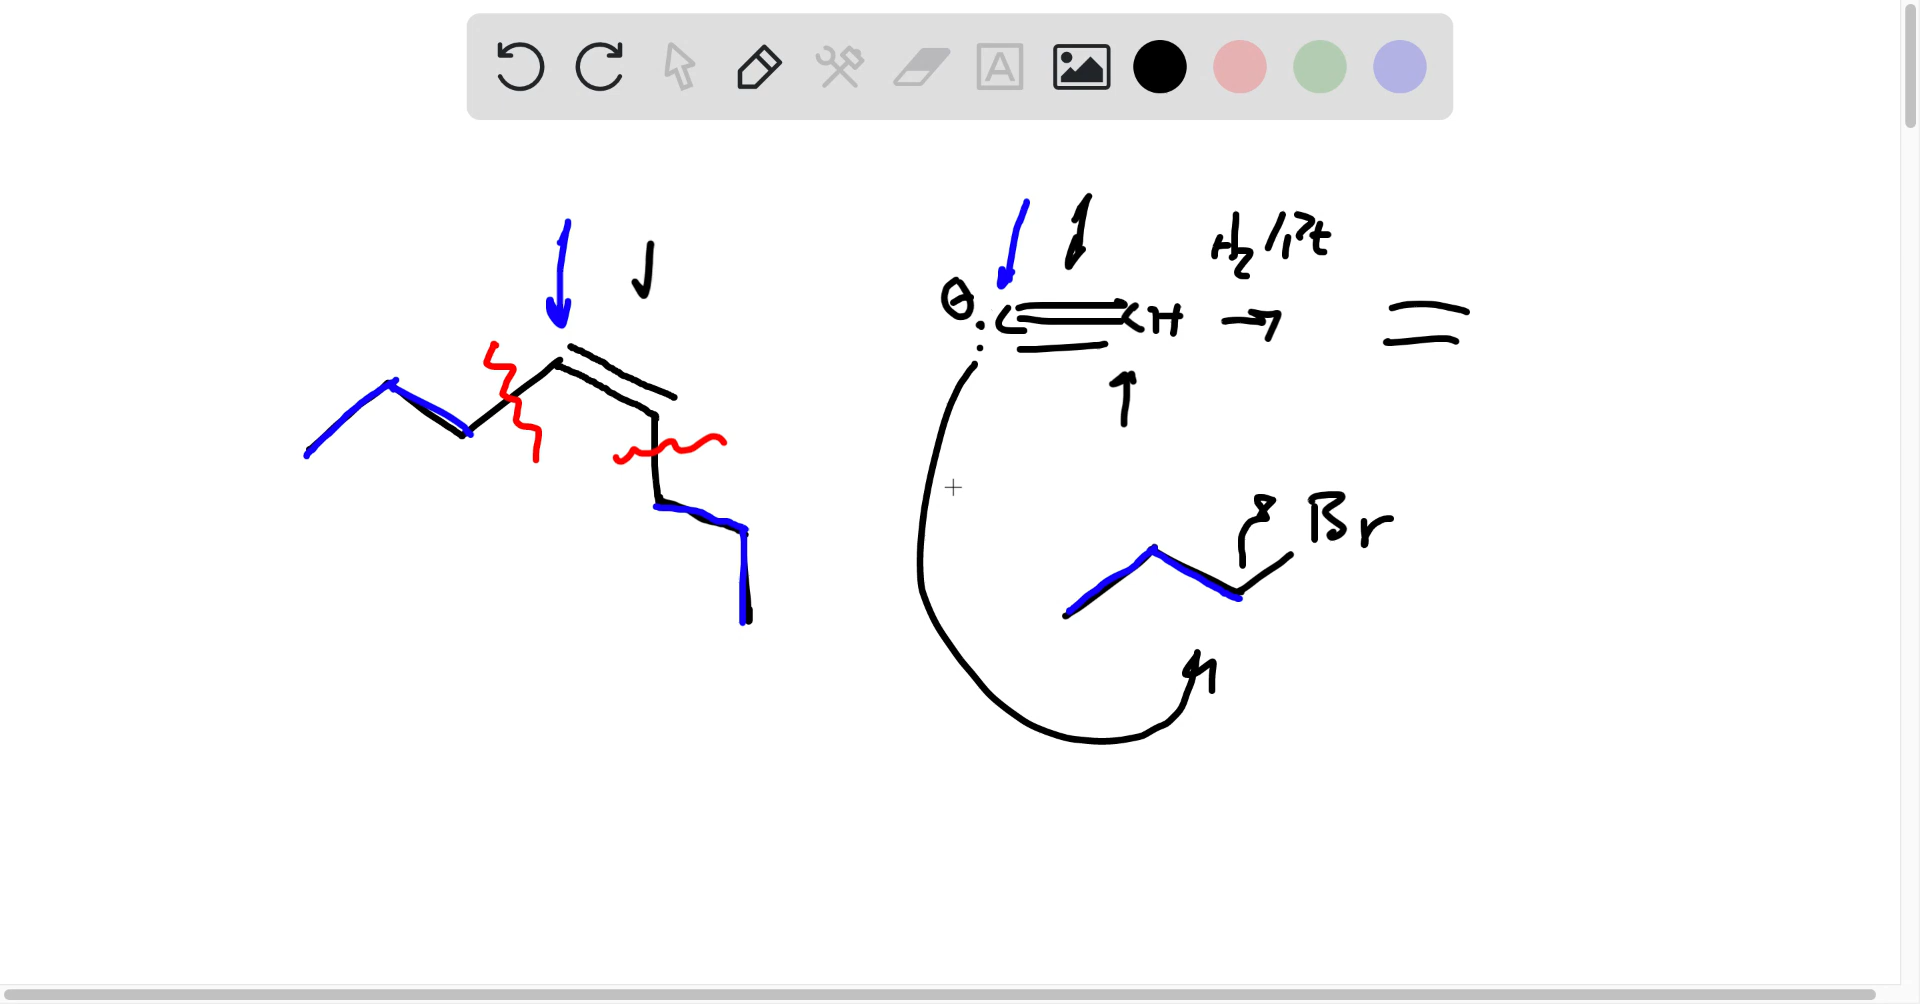 A
H₂/Pt
⊖ : C≡CH →
Br